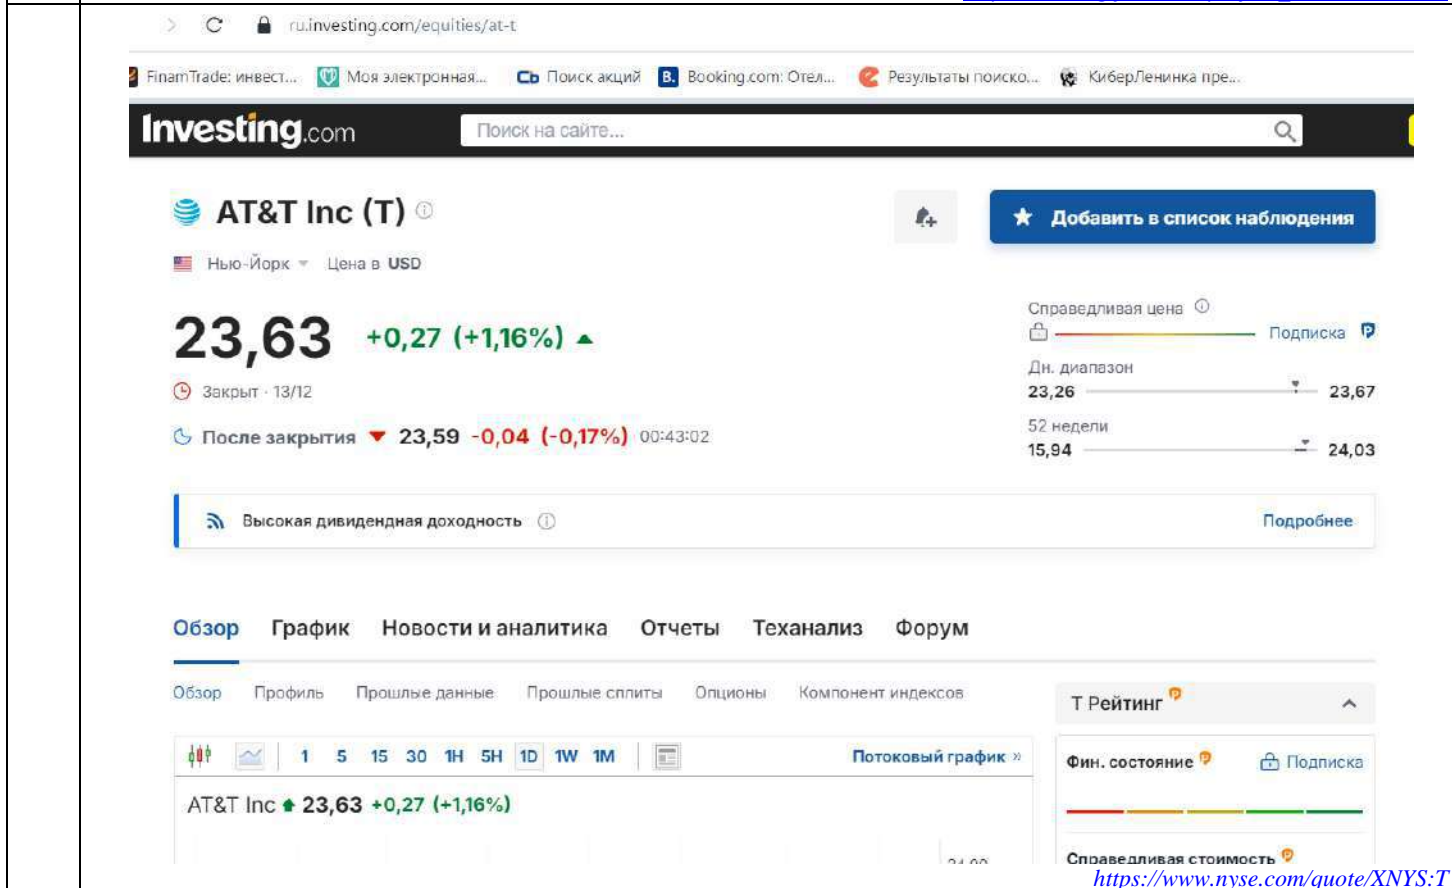 ru.investing.com/equities/at-t
FinamTrade: инвест... Моя электронная... Сb Поиск акций B. Booking.com: Отел... Результаты поиско... КиберЛенинка пре...
Investing.com Поиск на сайте...
AT&T Inc (T)
Добавить в список наблюдения
Нью-Йорк Цена в USD
23,63 +0,27 (+1,16%)
Справедливая цена
Подписка
Закрыт · 13/12
Дн. диапазон
23,26 23,67
После закрытия 23,59 -0,04 (-0,17%) 00:43:02
52 недели
15,94 24,03
Высокая дивидендная доходность Подробнее
Обзор График Новости и аналитика Отчеты Теханализ Форум
Обзор Профиль Прошлые данные Прошлые сплиты Опционы Компонент индексов
Т Рейтинг
1 5 15 30 1H 5H 1D 1W 1M Потоковый график »
Фин. состояние Подписка
AT&T Inc 23,63 +0,27 (+1,16%)
Справедливая стоимость
https://www.nyse.com/quote/XNYS:T